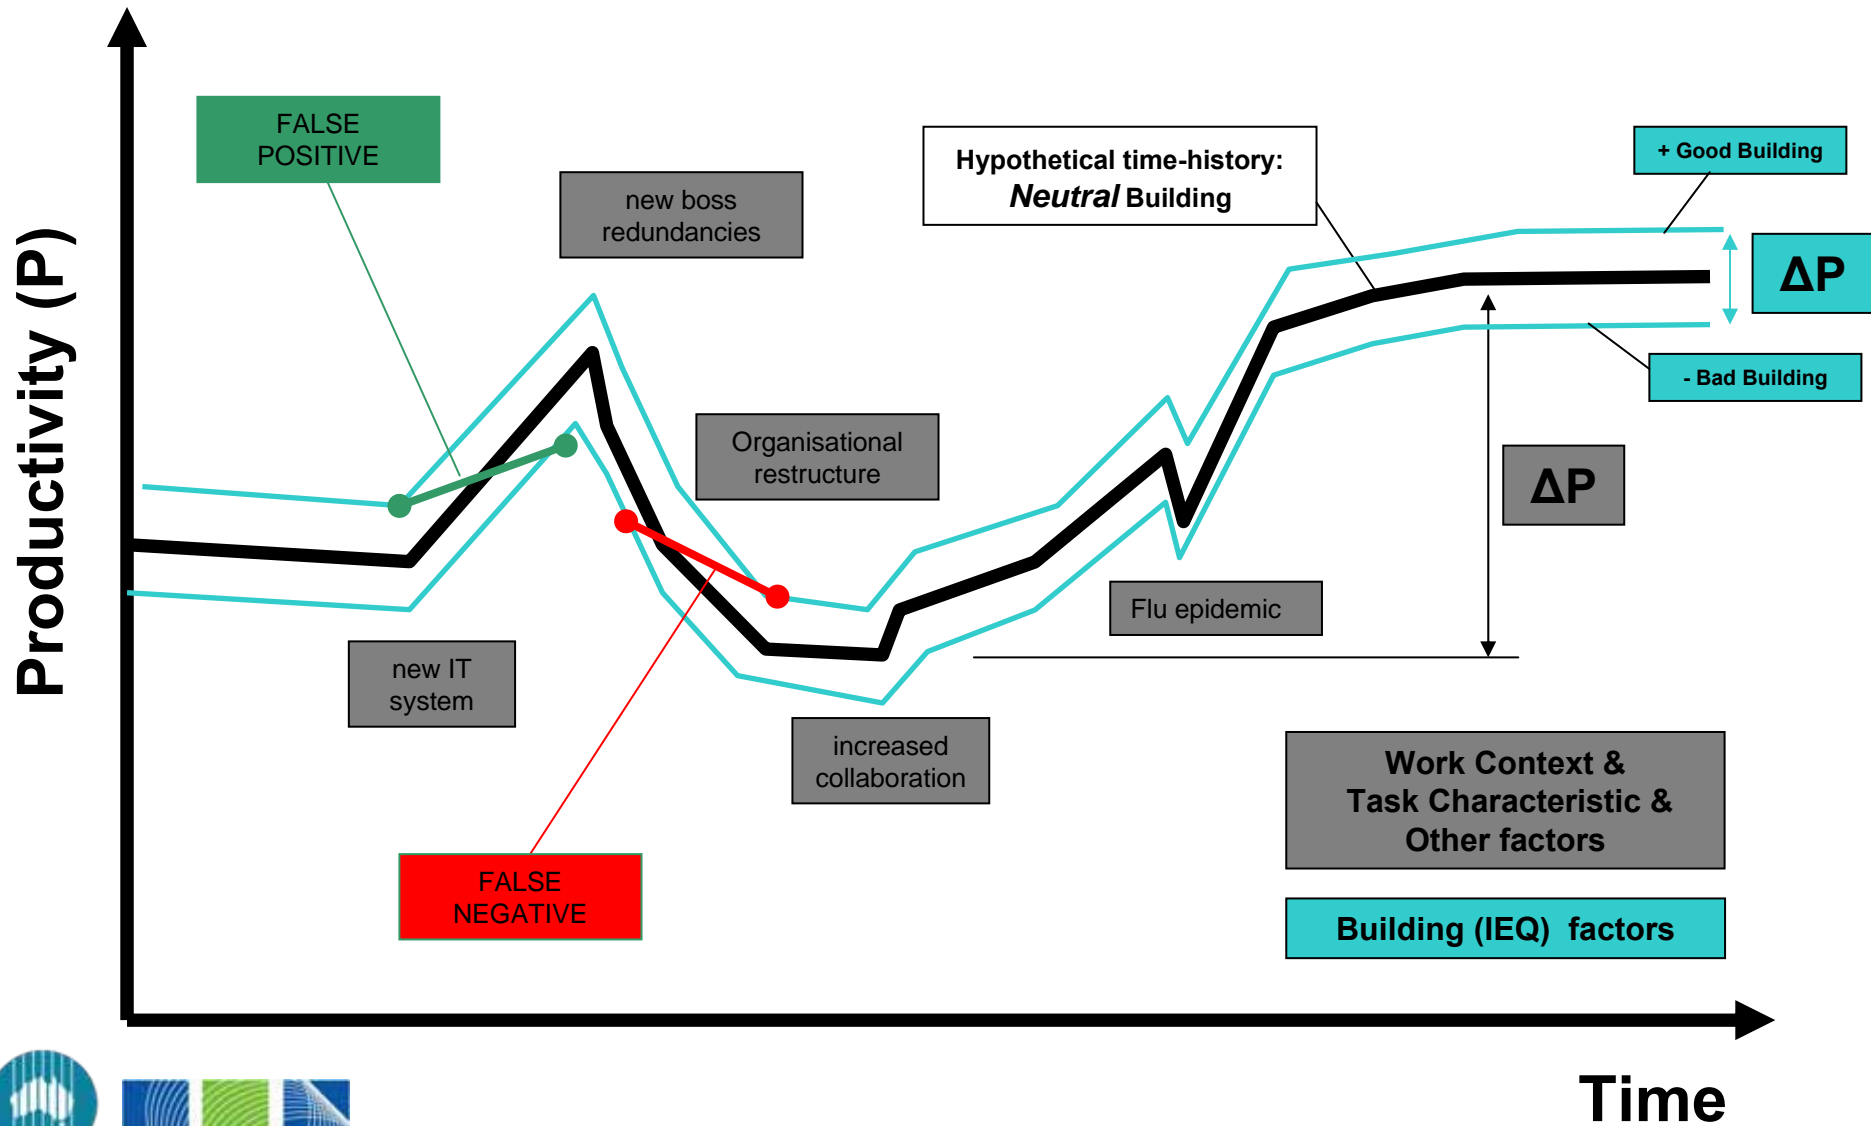 FALSE
POSITIVE
new boss
redundancies
Hypothetical time-history:
Neutral Building
+ Good Building
ΔP
- Bad Building
Productivity (P)
Organisational
restructure
ΔP
Flu epidemic
new IT
system
increased
collaboration
Work Context &
Task Characteristic &
Other factors
FALSE
NEGATIVE
Building (IEQ) factors
Time